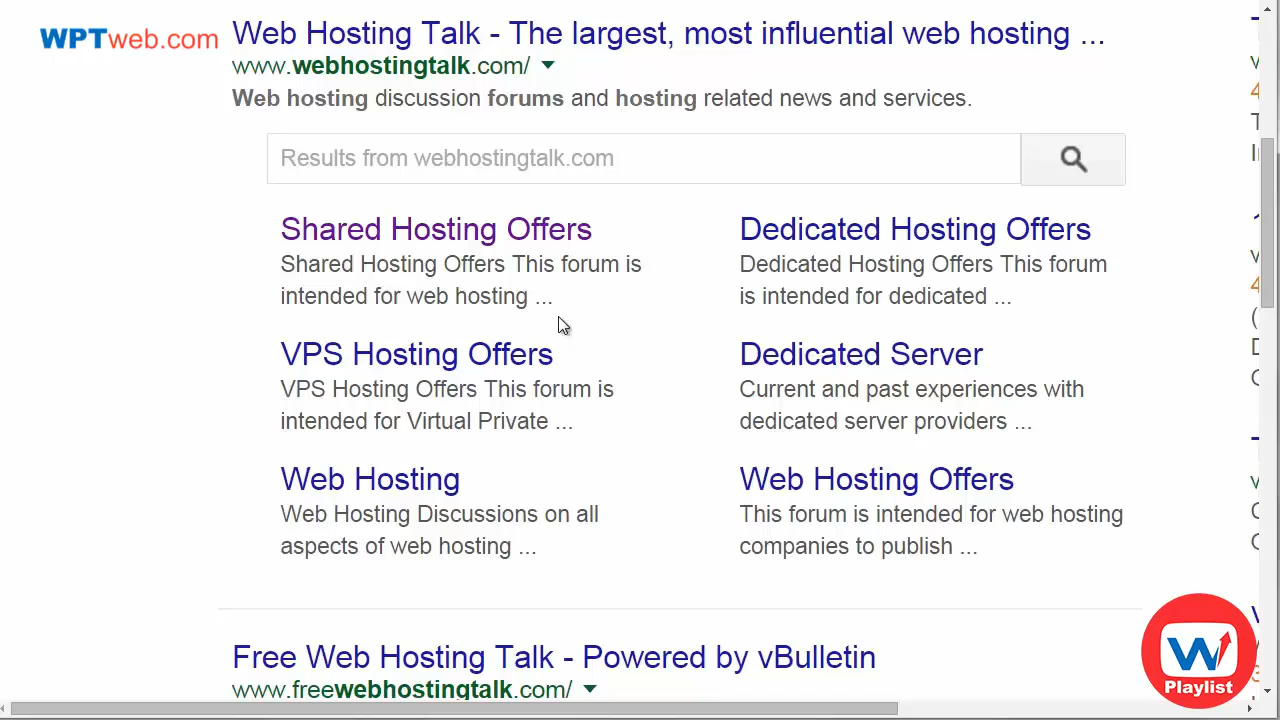 WPTweb.com
Web Hosting Talk - The largest, most influential web hosting ...
www.webhostingtalk.com/
Web hosting discussion forums and hosting related news and services.
Results from webhostingtalk.com
Shared Hosting Offers
Shared Hosting Offers This forum is
intended for web hosting ...
Dedicated Hosting Offers
Dedicated Hosting Offers This forum
is intended for dedicated ...
VPS Hosting Offers
VPS Hosting Offers This forum is
intended for Virtual Private ...
Dedicated Server
Current and past experiences with
dedicated server providers ...
Web Hosting
Web Hosting Discussions on all
aspects of web hosting ...
Web Hosting Offers
This forum is intended for web hosting
companies to publish ...
Free Web Hosting Talk - Powered by vBulletin
www.freewebhostingtalk.com/
W
Playlist